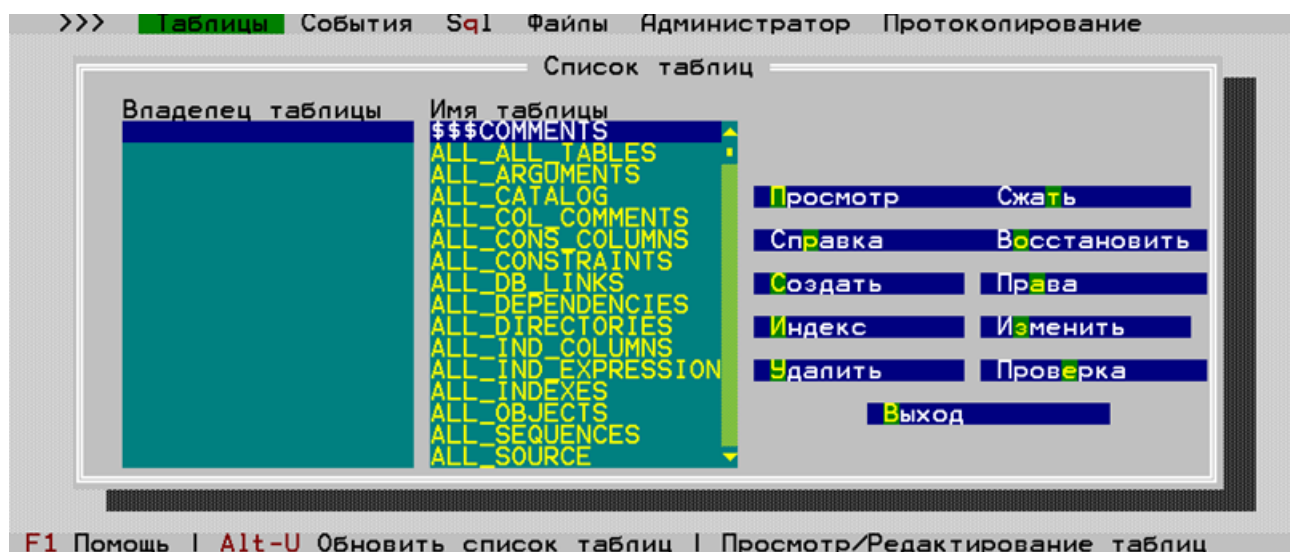 >>> Таблицы События Sql Файлы Администратор Протоколирование
Список таблиц
Владелец таблицы
Имя таблицы
$$$COMMENTS
ALL_ALL_TABLES
ALL_ARGUMENTS
ALL_CATALOG
ALL_COL_COMMENTS
ALL_CONS_COLUMNS
ALL_CONSTRAINTS
ALL_DB_LINKS
ALL_DEPENDENCIES
ALL_DIRECTORIES
ALL_IND_COLUMNS
ALL_IND_EXPRESSION
ALL_INDEXES
ALL_OBJECTS
ALL_SEQUENCES
ALL_SOURCE
Просмотр Сжать
Справка Восстановить
Создать Права
Индекс Изменить
Удалить Проверка
Выход
F1 Помощь | Alt-U Обновить список таблиц | Просмотр/Редактирование таблиц